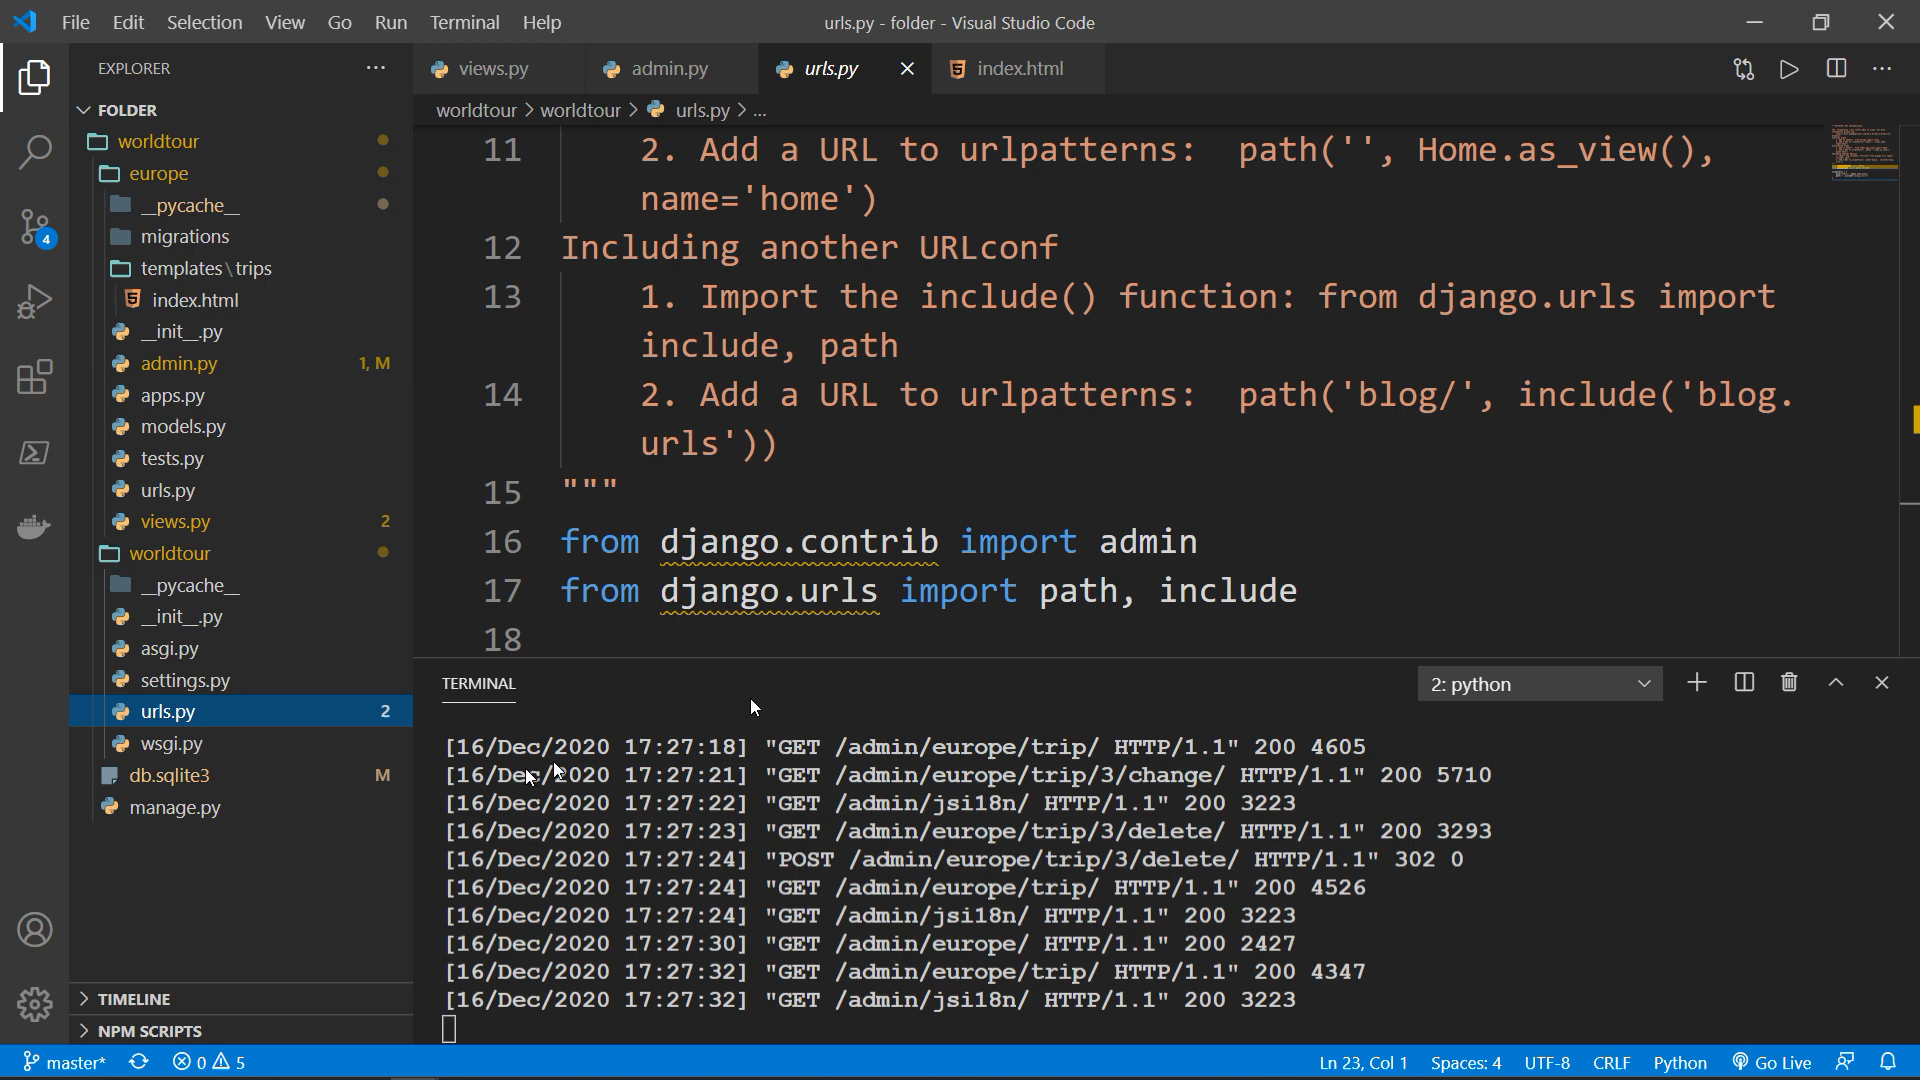 File Edit Selection View Go Run Terminal Help
urls.py - folder - Visual Studio Code
EXPLORER
views.py
admin.py
urls.py
index.html
FOLDER
worldtour > worldtour > urls.py > ...
worldtour
europe
__pycache__
migrations
templates\trips
index.html
__init__.py
admin.py 1, M
apps.py
models.py
tests.py
urls.py
views.py 2
worldtour
__pycache__
__init__.py
asgi.py
settings.py
urls.py 2
wsgi.py
db.sqlite3 M
manage.py
4
TIMELINE
NPM SCRIPTS
11 2. Add a URL to urlpatterns:  path('', Home.as_view(),
name='home')
12 Including another URLconf
13 1. Import the include() function: from django.urls import
include, path
14 2. Add a URL to urlpatterns:  path('blog/', include('blog.
urls'))
15 """
16 from django.contrib import admin
17 from django.urls import path, include
18
TERMINAL
2: python
[16/Dec/2020 17:27:18] "GET /admin/europe/trip/ HTTP/1.1" 200 4605
[16/Dec/2020 17:27:21] "GET /admin/europe/trip/3/change/ HTTP/1.1" 200 5710
[16/Dec/2020 17:27:22] "GET /admin/jsi18n/ HTTP/1.1" 200 3223
[16/Dec/2020 17:27:23] "GET /admin/europe/trip/3/delete/ HTTP/1.1" 200 3293
[16/Dec/2020 17:27:24] "POST /admin/europe/trip/3/delete/ HTTP/1.1" 302 0
[16/Dec/2020 17:27:24] "GET /admin/europe/trip/ HTTP/1.1" 200 4526
[16/Dec/2020 17:27:24] "GET /admin/jsi18n/ HTTP/1.1" 200 3223
[16/Dec/2020 17:27:30] "GET /admin/europe/ HTTP/1.1" 200 2427
[16/Dec/2020 17:27:32] "GET /admin/europe/trip/ HTTP/1.1" 200 4347
[16/Dec/2020 17:27:32] "GET /admin/jsi18n/ HTTP/1.1" 200 3223
master* 0 5
Ln 23, Col 1 Spaces: 4 UTF-8 CRLF Python Go Live